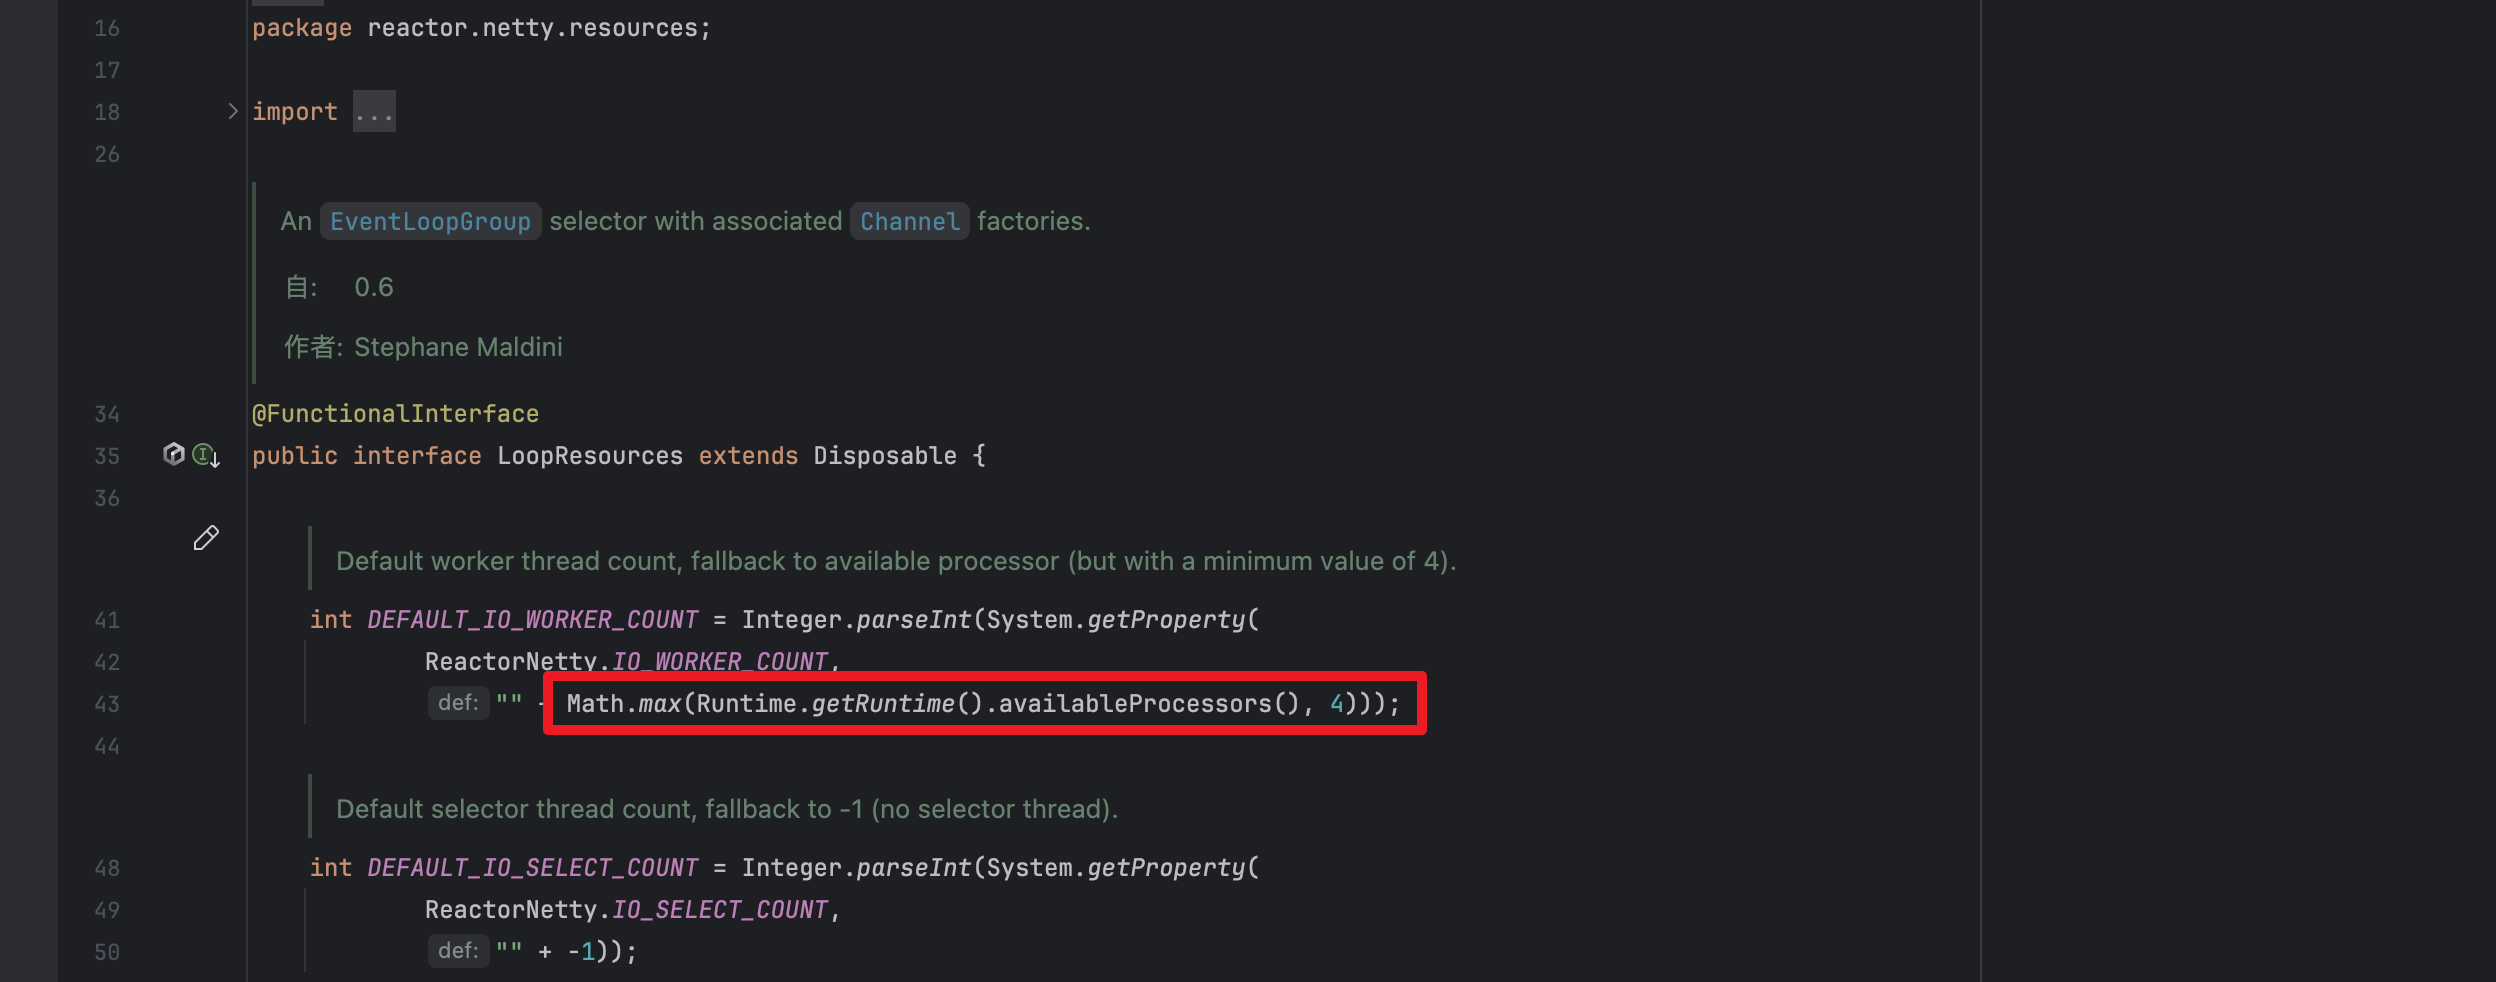 16 package reactor.netty.resources;
17
18 import ...
26
An EventLoopGroup selector with associated Channel factories.
自: 0.6
作者: Stephane Maldini
34 @FunctionalInterface
35 public interface LoopResources extends Disposable {
36
Default worker thread count, fallback to available processor (but with a minimum value of 4).
41 int DEFAULT_IO_WORKER_COUNT = Integer.parseInt(System.getProperty(
42 ReactorNetty.IO_WORKER_COUNT,
43 def: "" + Math.max(Runtime.getRuntime().availableProcessors(), 4)));
44
Default selector thread count, fallback to -1 (no selector thread).
48 int DEFAULT_IO_SELECT_COUNT = Integer.parseInt(System.getProperty(
49 ReactorNetty.IO_SELECT_COUNT,
50 def: "" + -1));